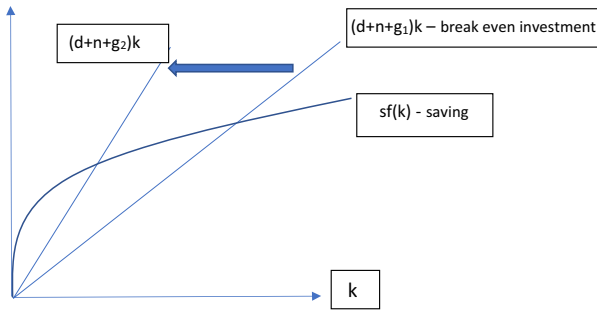 (d+n+g₂)k
(d+n+g₁)k – break even investment
sf(k) - saving
k